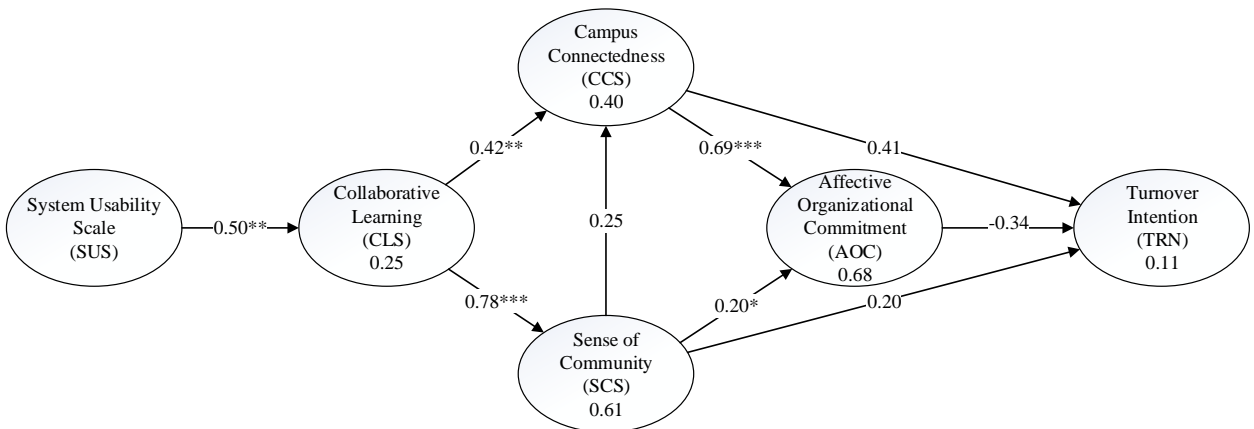 System Usability
Scale
(SUS)
0.50**
Collaborative
Learning
(CLS)
0.25
0.42**
0.78***
Campus
Connectedness
(CCS)
0.40
0.25
Sense of
Community
(SCS)
0.61
0.69***
0.20*
Affective
Organizational
Commitment
(AOC)
0.68
0.41
-0.34
0.20
Turnover
Intention
(TRN)
0.11